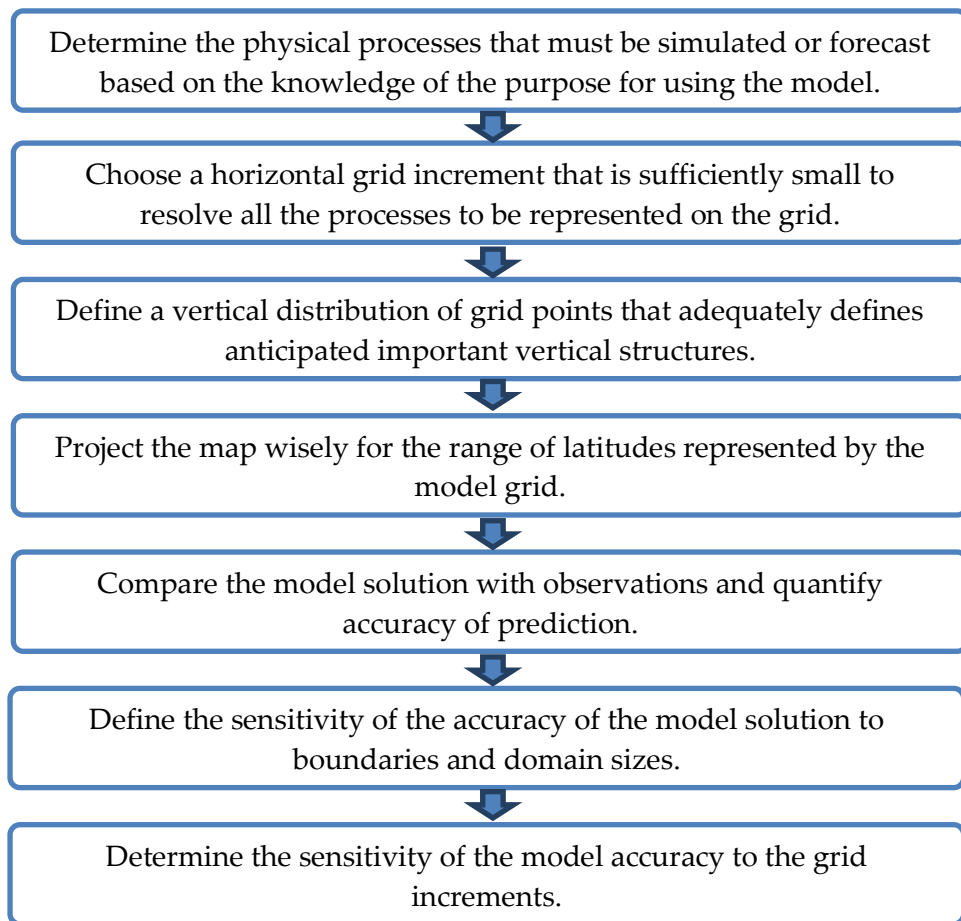 Determine the physical processes that must be simulated or forecast
based on the knowledge of the purpose for using the model.
Choose a horizontal grid increment that is sufficiently small to
resolve all the processes to be represented on the grid.
Define a vertical distribution of grid points that adequately defines
anticipated important vertical structures.
Project the map wisely for the range of latitudes represented by the
model grid.
Compare the model solution with observations and quantify
accuracy of prediction.
Define the sensitivity of the accuracy of the model solution to
boundaries and domain sizes.
Determine the sensitivity of the model accuracy to the grid
increments.